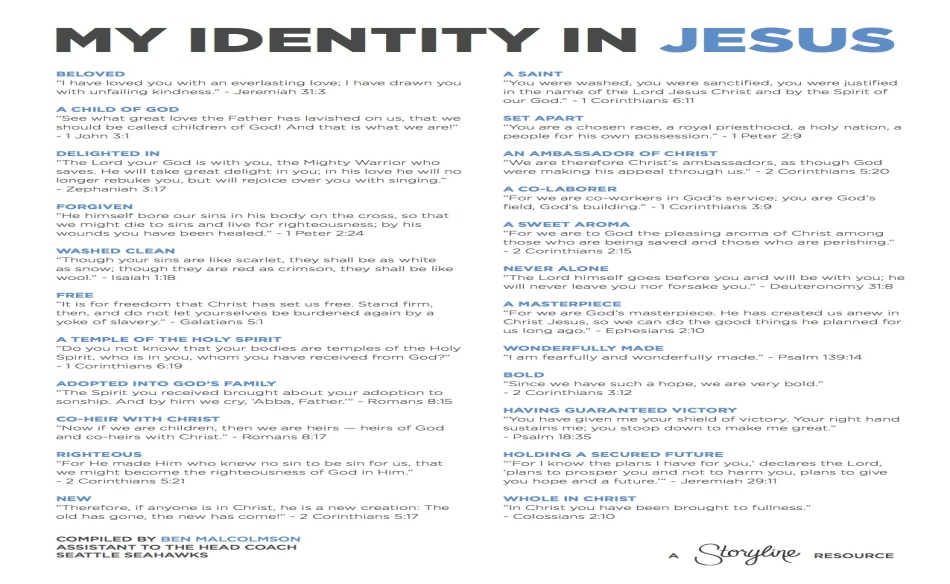 MY IDENTITY IN JESUS
BELOVED
"I have loved you with an everlasting love; I have drawn you
with unfailing kindness." - Jeremiah 31:3
A CHILD OF GOD
"See what great love the Father has lavished on us, that we
should be called children of God! And that is what we are!"
- 1 John 3:1
DELIGHTED IN
"The Lord your God is with you, the Mighty Warrior who
saves. He will take great delight in you; in his love he will no
longer rebuke you, but will rejoice over you with singing."
- Zephaniah 3:17
FORGIVEN
"He himself bore our sins in his body on the cross, so that
we might die to sins and live for righteousness; by his
wounds you have been healed." - 1 Peter 2:24
WASHED CLEAN
"Though your sins are like scarlet, they shall be as white
as snow; though they are red as crimson, they shall be like
wool." - Isaiah 1:18
FREE
"It is for freedom that Christ has set us free. Stand firm,
then, and do not let yourselves be burdened again by a
yoke of slavery." - Galatians 5:1
A TEMPLE OF THE HOLY SPIRIT
"Do you not know that your bodies are temples of the Holy
Spirit, who is in you, whom you have received from God?"
- 1 Corinthians 6:19
ADOPTED INTO GOD'S FAMILY
"The Spirit you received brought about your adoption to
sonship. And by him we cry, 'Abba, Father.'" - Romans 8:15
CO-HEIR WITH CHRIST
"Now if we are children, then we are heirs — heirs of God
and co-heirs with Christ." - Romans 8:17
RIGHTEOUS
"For He made Him who knew no sin to be sin for us, that
we might become the righteousness of God in Him."
- 2 Corinthians 5:21
NEW
"Therefore, if anyone is in Christ, he is a new creation: The
old has gone, the new has come!" - 2 Corinthians 5:17
COMPILED BY BEN MALCOLMSON
ASSISTANT TO THE HEAD COACH
SEATTLE SEAHAWKS
A SAINT
"You were washed, you were sanctified, you were justified
in the name of the Lord Jesus Christ and by the Spirit of
our God." - 1 Corinthians 6:11
SET APART
"You are a chosen race, a royal priesthood, a holy nation, a
people for his own possession." - 1 Peter 2:9
AN AMBASSADOR OF CHRIST
"We are therefore Christ's ambassadors, as though God
were making his appeal through us." - 2 Corinthians 5:20
A CO-LABORER
"For we are co-workers in God's service; you are God's
field, God's building." - 1 Corinthians 3:9
A SWEET AROMA
"For we are to God the pleasing aroma of Christ among
those who are being saved and those who are perishing."
- 2 Corinthians 2:15
NEVER ALONE
"The Lord himself goes before you and will be with you; he
will never leave you nor forsake you." - Deuteronomy 31:8
A MASTERPIECE
"For we are God's masterpiece. He has created us anew in
Christ Jesus, so we can do the good things he planned for
us long ago." - Ephesians 2:10
WONDERFULLY MADE
"I am fearfully and wonderfully made." - Psalm 139:14
BOLD
"Since we have such a hope, we are very bold."
- 2 Corinthians 3:12
HAVING GUARANTEED VICTORY
"You have given me your shield of victory. Your right hand
sustains me; you stoop down to make me great."
- Psalm 18:35
HOLDING A SECURED FUTURE
"'For I know the plans I have for you,' declares the Lord,
'plans to prosper you and not to harm you, plans to give
you hope and a future.'" - Jeremiah 29:11
WHOLE IN CHRIST
"In Christ you have been brought to fullness."
- Colossians 2:10
A Storyline RESOURCE